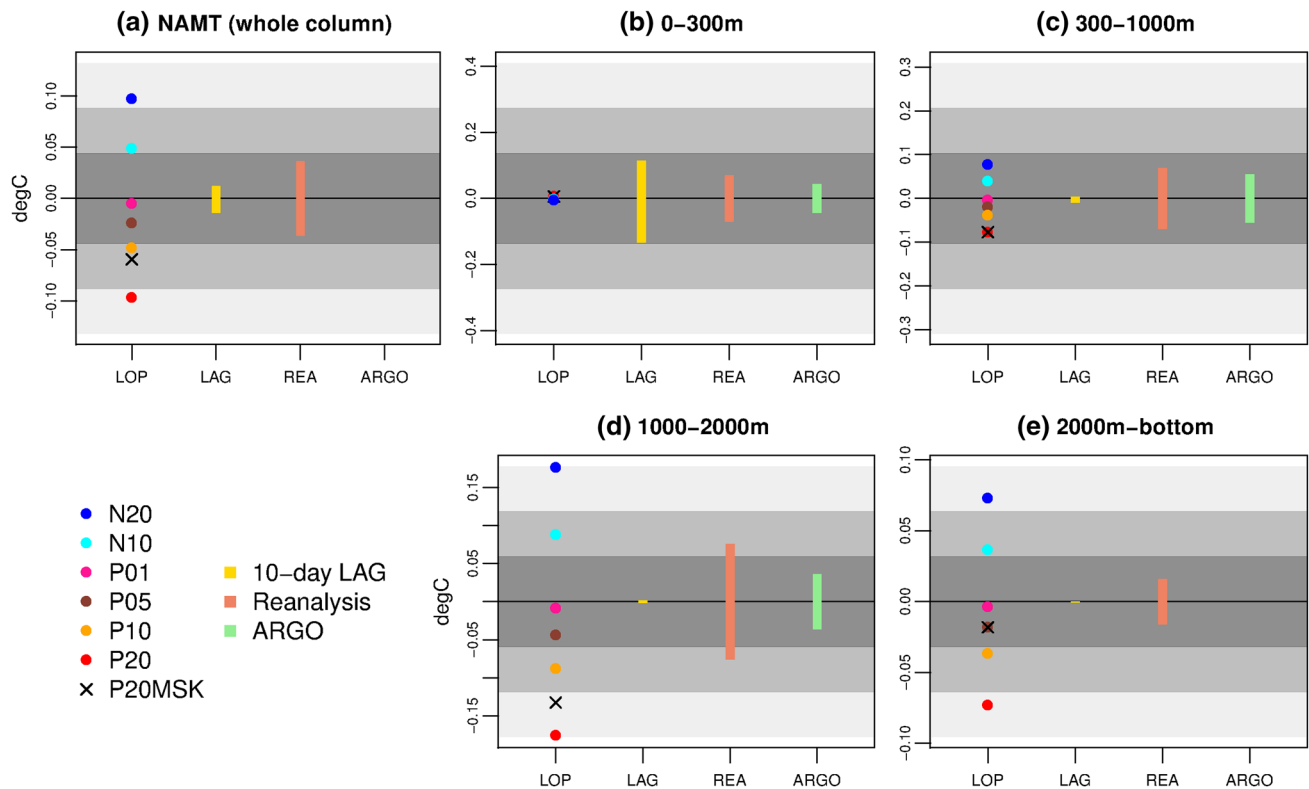 (a) NAMT (whole column)
degC
0.10
0.05
0.00
−0.05
−0.10
LOP LAG REA ARGO
(b) 0−300m
0.4
0.2
0.0
−0.2
−0.4
LOP LAG REA ARGO
(c) 300−1000m
0.3
0.2
0.1
0.0
−0.1
−0.2
−0.3
LOP LAG REA ARGO
N20
N10
P01
P05
P10
P20
P20MSK
10−day LAG
Reanalysis
ARGO
(d) 1000−2000m
degC
0.15
0.05
−0.05
−0.15
LOP LAG REA ARGO
(e) 2000m−bottom
0.10
0.05
0.00
−0.05
−0.10
LOP LAG REA ARGO